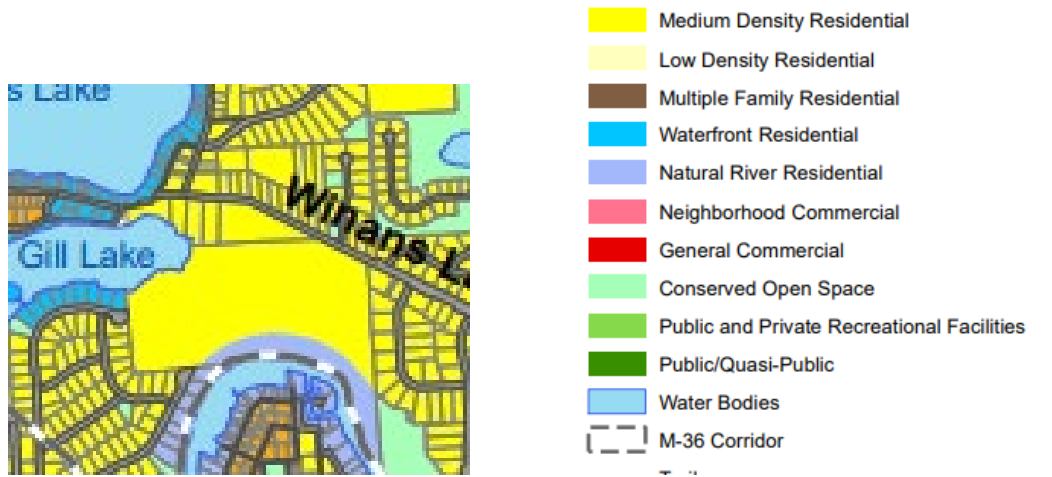 s Lake
Winans L
Gill Lake
Medium Density Residential
Low Density Residential
Multiple Family Residential
Waterfront Residential
Natural River Residential
Neighborhood Commercial
General Commercial
Conserved Open Space
Public and Private Recreational Facilities
Public/Quasi-Public
Water Bodies
M-36 Corridor